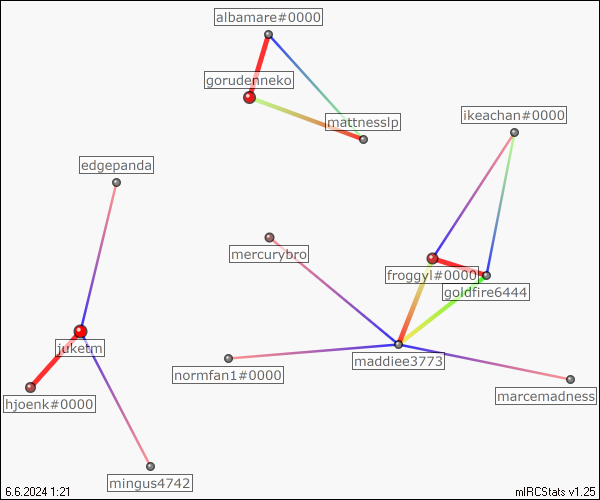 albamare#0000
gorudenneko
mattnesslp
ikeachan#0000
edgepanda
mercurybro
froggyl#0000
goldfire6444
juketm
maddiee3773
normfan1#0000
marcemadness
hjoenk#0000
mingus4742
6.6.2024 1:21
mIRCStats v1.25